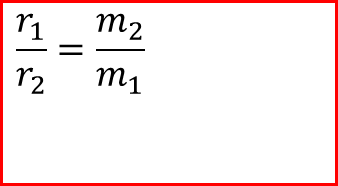 r₁/r₂ = m₂/m₁